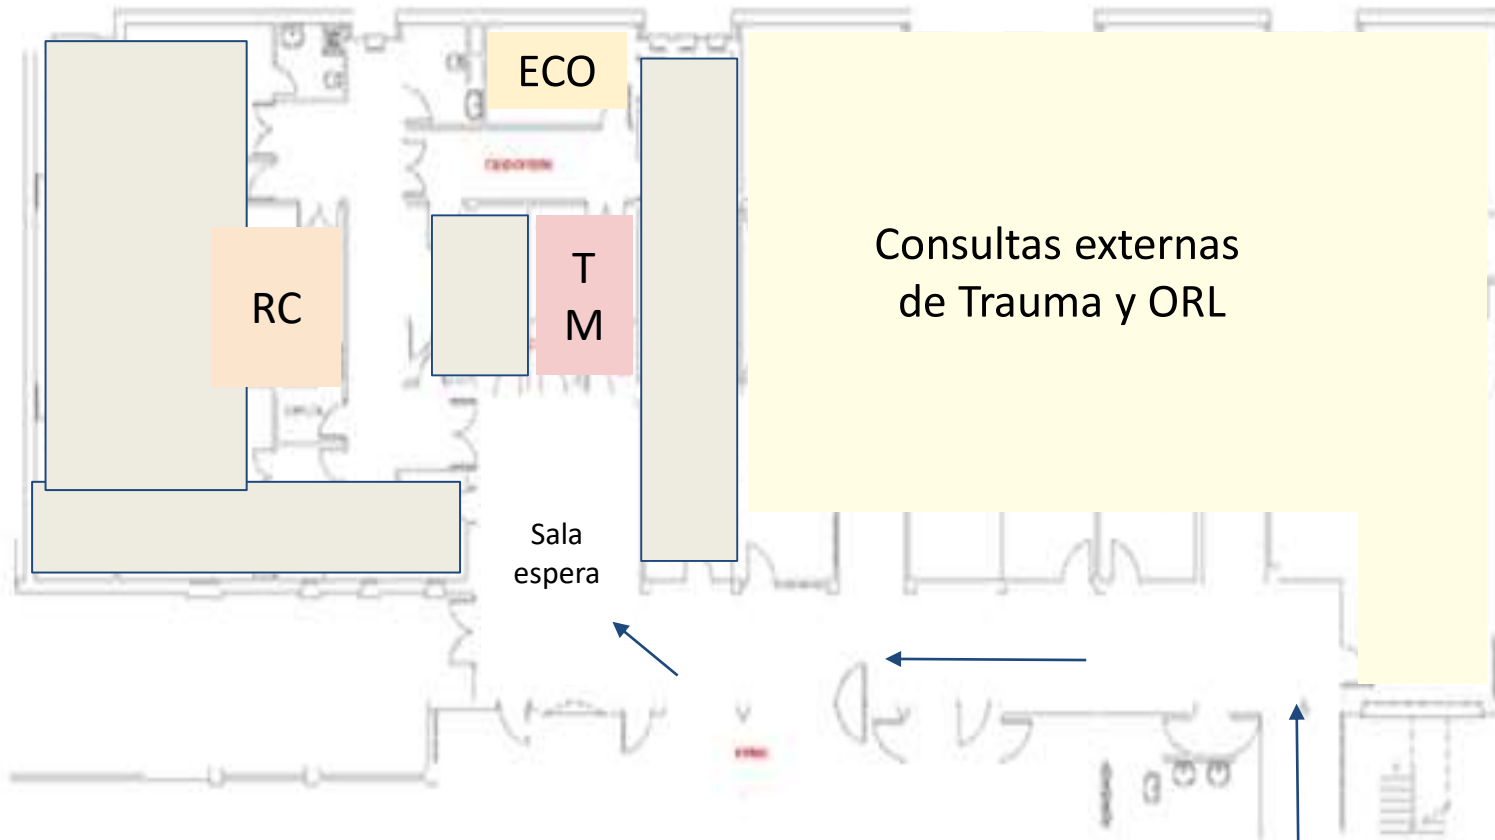 ECO
RC
T
M
Consultas externas
de Trauma y ORL
Sala
espera